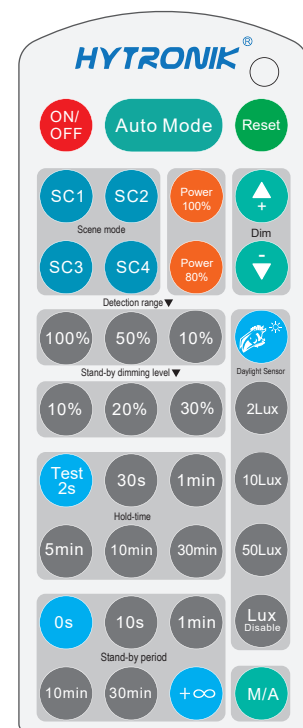 HYTRONIK®
ON/
OFF
Auto Mode
Reset
SC1
SC2
Power
100%
+
Scene mode
Dim
SC3
SC4
Power
80%
-
Detection range▼
100%
50%
10%
Stand-by dimming level▼
Daylight Sensor
10%
20%
30%
2Lux
Test
2s
30s
1min
10Lux
Hold-time
5min
10min
30min
50Lux
0s
10s
1min
Lux
Disable
Stand-by period
10min
30min
+∞
M/A